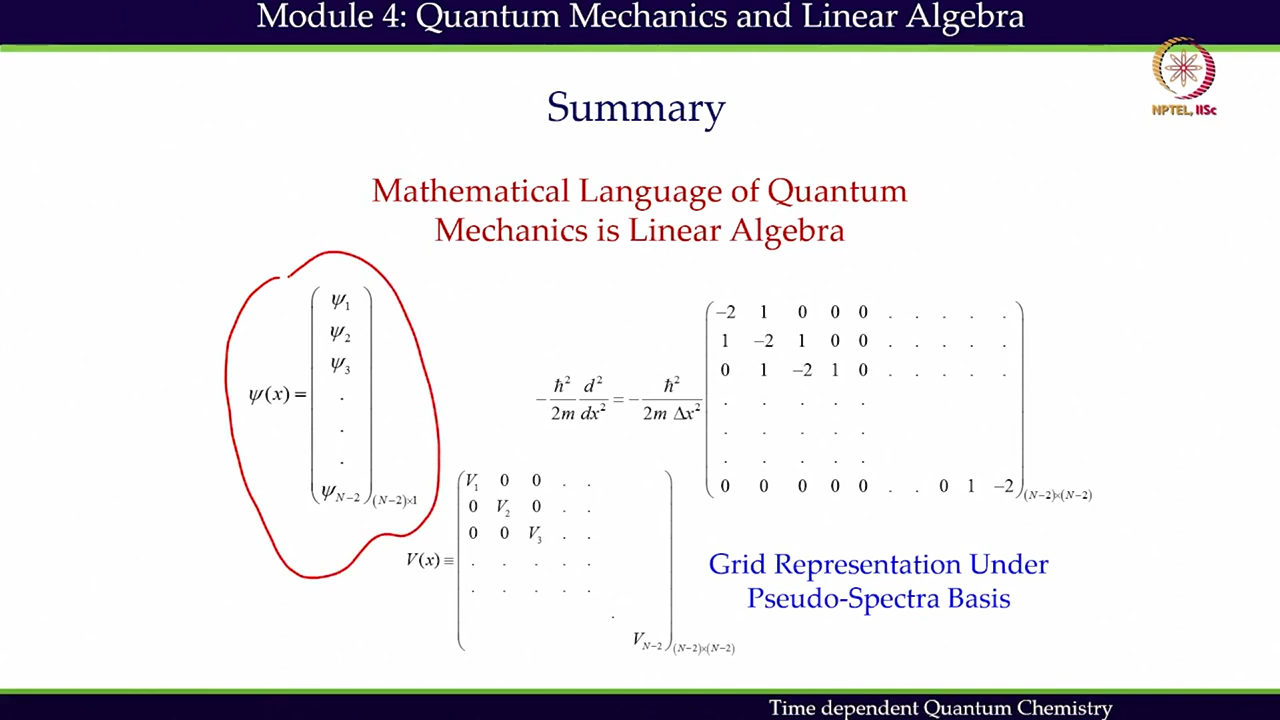 Module 4: Quantum Mechanics and Linear Algebra
NPTEL, IISc
Summary
Mathematical Language of Quantum
Mechanics is Linear Algebra
ψ(x) = ( ψ₁ ψ₂ ψ₃ . . . ψ_{N−2} )_{(N−2)×1}
−ħ²/2m d²/dx² = −ħ²/2m Δx²
−2 1 0 0 0 . . . . .
1 −2 1 0 0 . . . . .
0 1 −2 1 0 . . . . .
. . . . .
. . . . .
. . . . .
0 0 0 0 0 . . 0 1 −2
(N−2)×(N−2)
V(x) ≡
V₁ 0 0 . .
0 V₂ 0 . .
0 0 V₃ . .
. . . . .
. . . . .
.
V_{N−2}
(N−2)×(N−2)
Grid Representation Under
Pseudo-Spectra Basis
Time dependent Quantum Chemistry